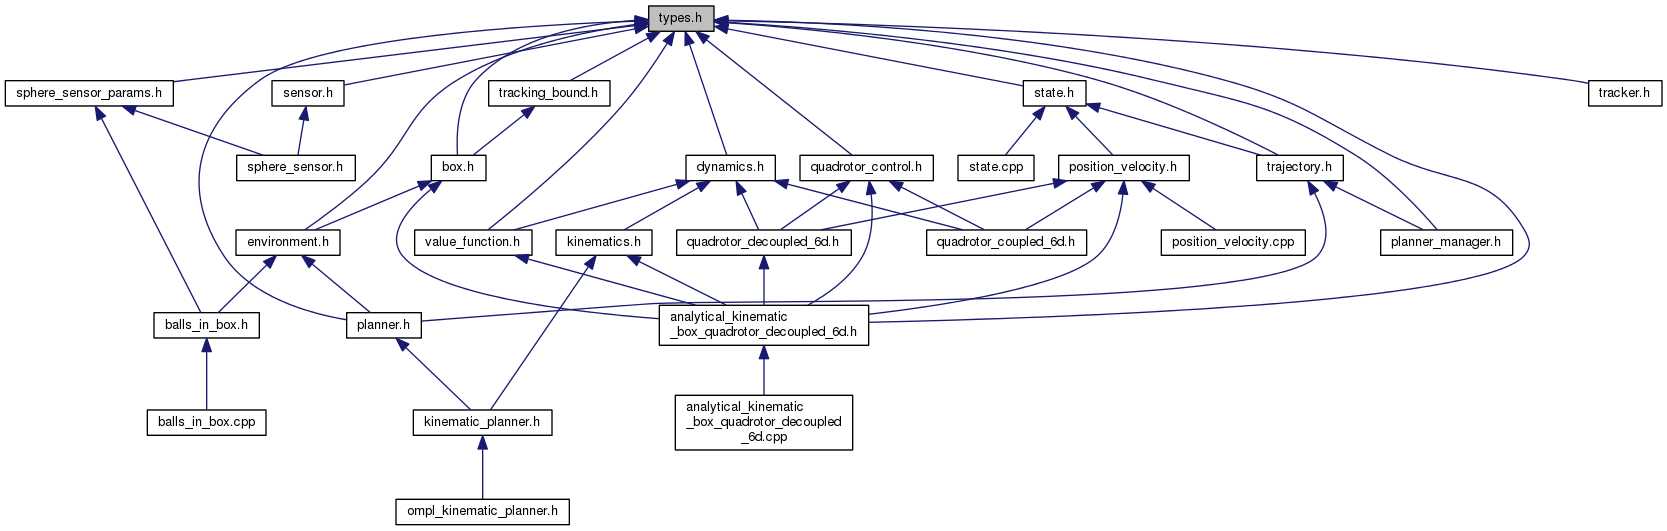 types.h
sphere_sensor_params.h
sensor.h
tracking_bound.h
state.h
tracker.h
sphere_sensor.h
box.h
dynamics.h
quadrotor_control.h
state.cpp
position_velocity.h
trajectory.h
environment.h
value_function.h
kinematics.h
quadrotor_decoupled_6d.h
quadrotor_coupled_6d.h
position_velocity.cpp
planner_manager.h
balls_in_box.h
planner.h
analytical_kinematic
_box_quadrotor_decoupled_6d.h
balls_in_box.cpp
kinematic_planner.h
analytical_kinematic
_box_quadrotor_decoupled
_6d.cpp
ompl_kinematic_planner.h